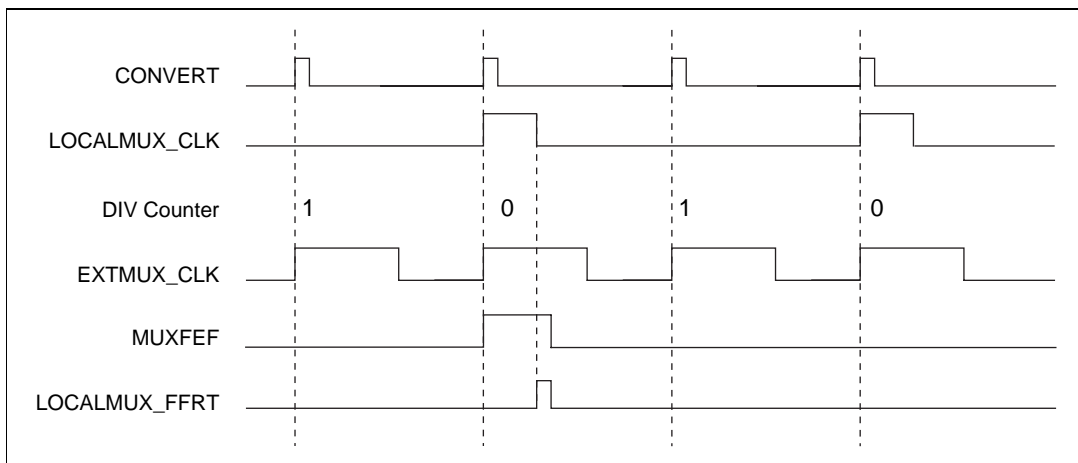 CONVERT
LOCALMUX_CLK
DIV Counter 1 0 1 0
EXTMUX_CLK
MUXFEF
LOCALMUX_FFRT